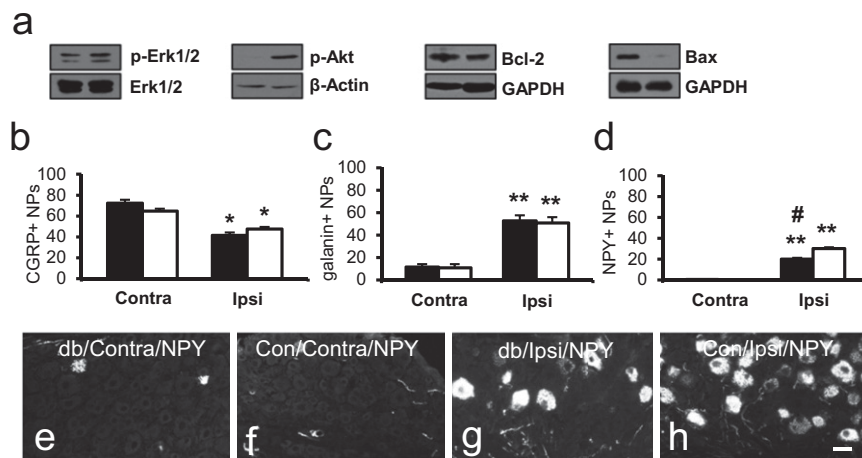 a
p-Erk1/2
Erk1/2
p-Akt
β-Actin
Bcl-2
GAPDH
Bax
GAPDH
b
CGRP+ NPs
100
80
60
40
20
0
* *
Contra Ipsi
c
galanin+ NPs
100
80
60
40
20
0
** **
Contra Ipsi
d
NPY+ NPs
100
80
60
40
20
0
#
** **
Contra Ipsi
db/Contra/NPY
e
Con/Contra/NPY
f
db/Ipsi/NPY
g
Con/Ipsi/NPY
h